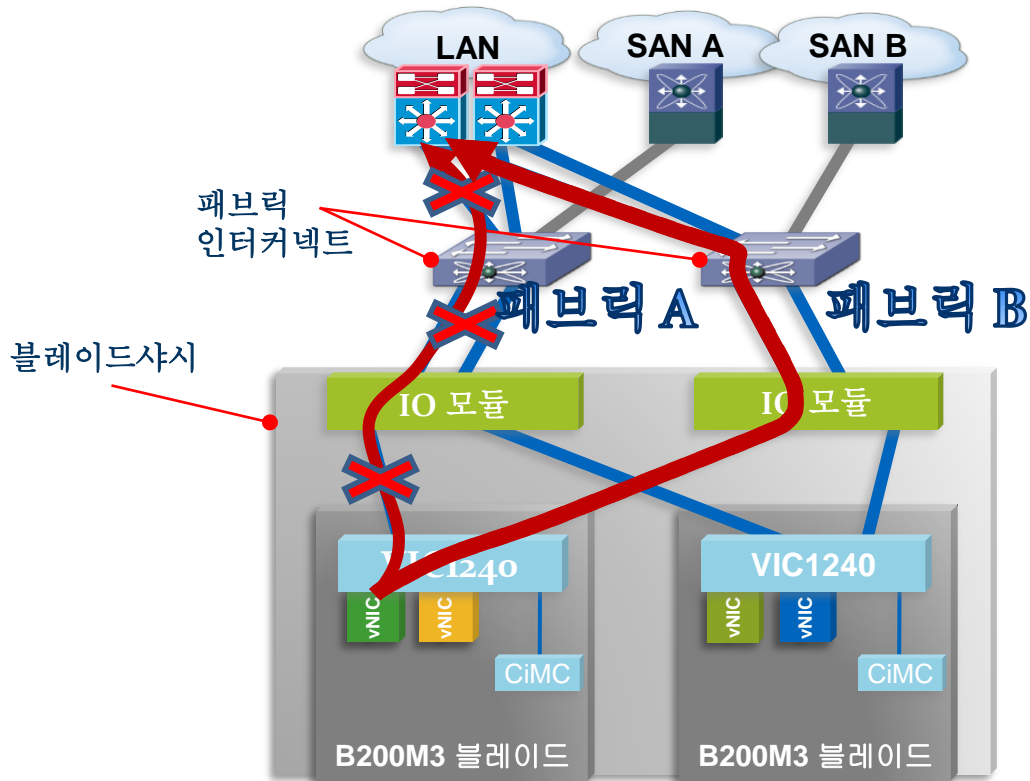 LAN
SAN A
SAN B
패브릭
인터커넥트
패브릭 A
패브릭 B
블레이드샤시
IO 모듈
IO 모듈
VIC1240
VIC1240
vNIC
vNIC
vNIC
vNIC
CiMC
CiMC
B200M3 블레이드
B200M3 블레이드